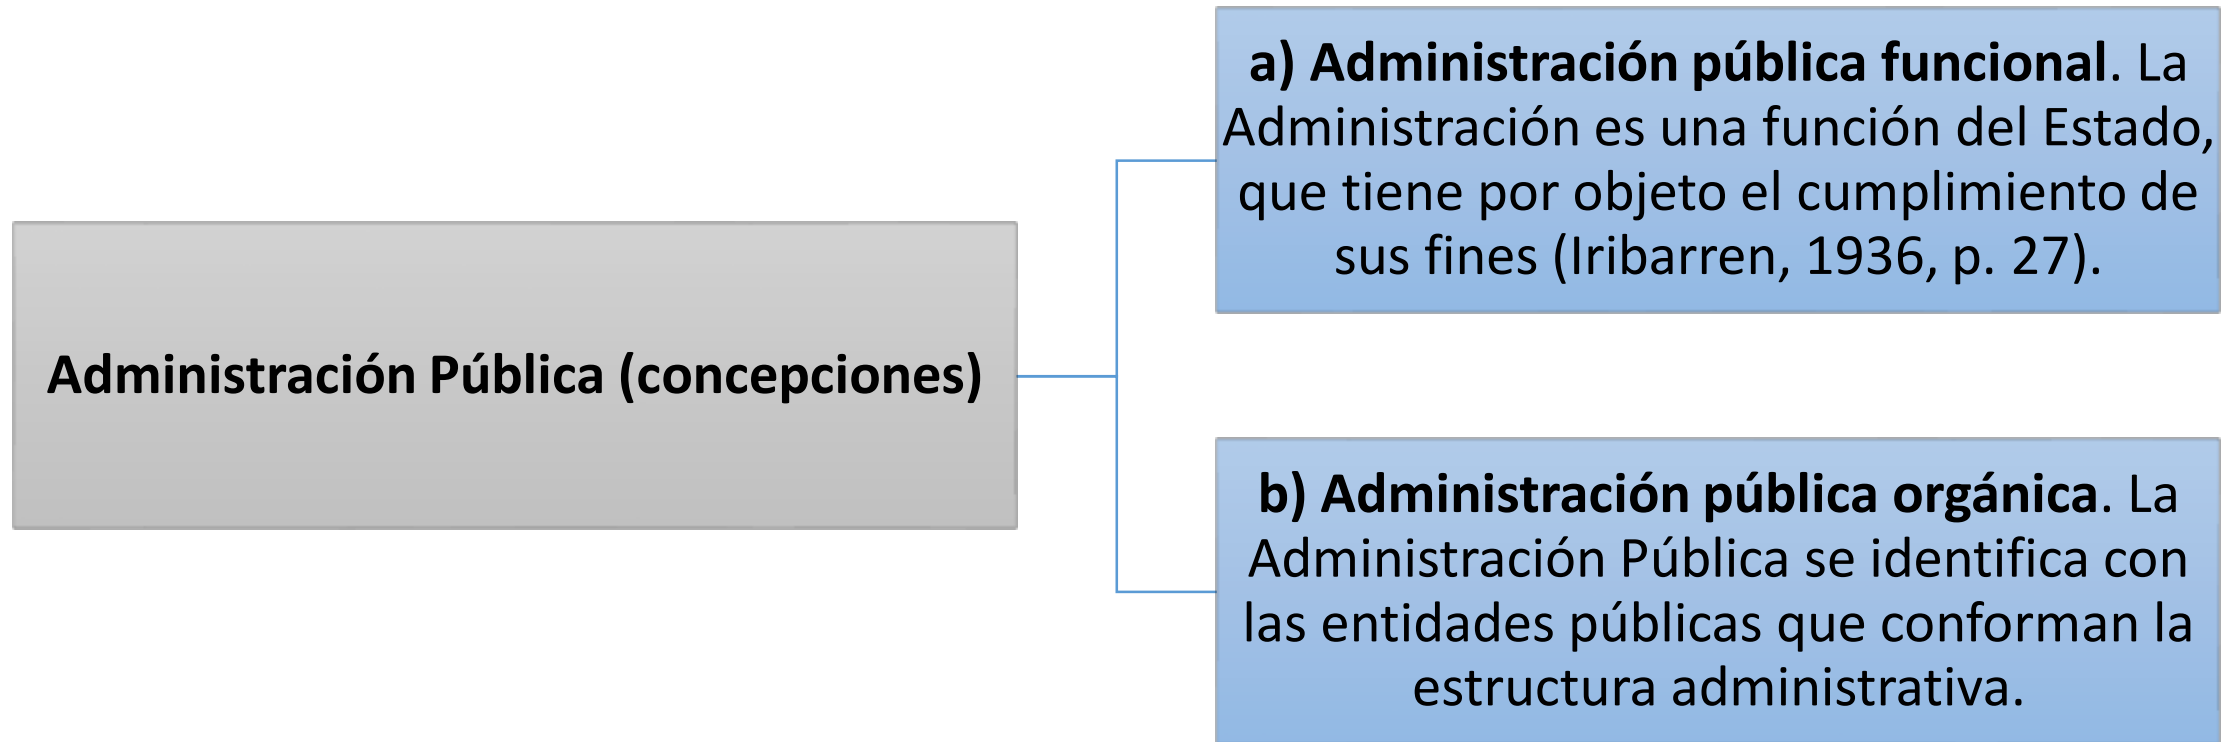 Administración Pública (concepciones)
a) Administración pública funcional. La
Administración es una función del Estado,
que tiene por objeto el cumplimiento de
sus fines (Iribarren, 1936, p. 27).
b) Administración pública orgánica. La
Administración Pública se identifica con
las entidades públicas que conforman la
estructura administrativa.